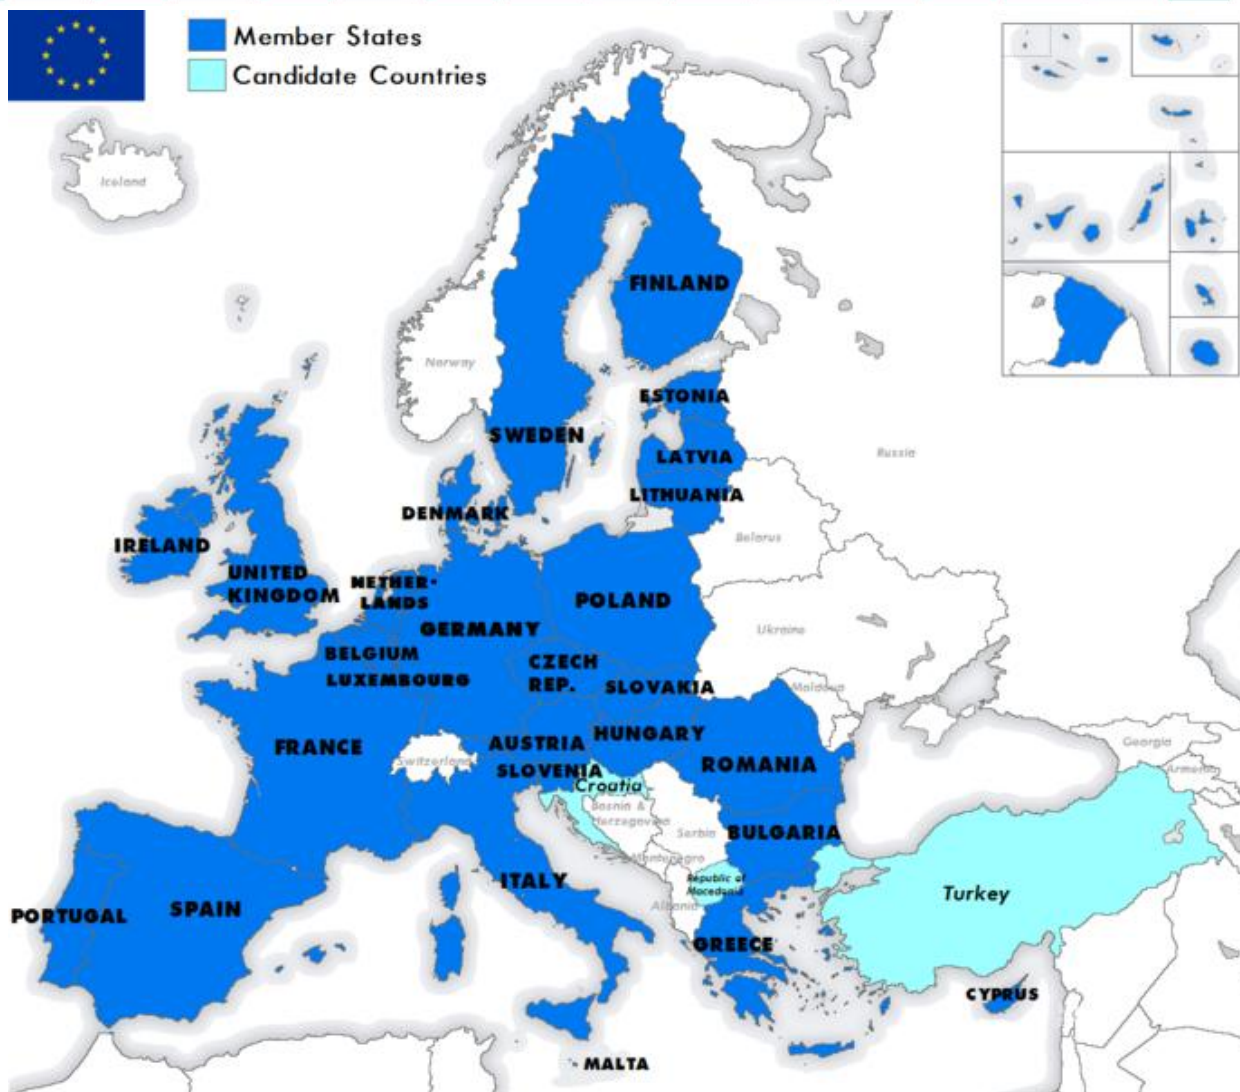 Member States
Candidate Countries
Iceland
FINLAND
Norway
ESTONIA
SWEDEN
LATVIA
Russia
LITHUANIA
DENMARK
Belarus
IRELAND
UNITED
KINGDOM
NETHER-
LANDS
POLAND
GERMANY
Ukraine
BELGIUM
CZECH
REP.
LUXEMBOURG
SLOVAKIA
Moldova
HUNGARY
FRANCE
AUSTRIA
Georgia
Switzerland
SLOVENIA
ROMANIA
Armenia
Croatia
Bosnia &
Herzegovina
Serbia
BULGARIA
Montenegro
ITALY
Republic of
Macedonia
Turkey
Albania
PORTUGAL
SPAIN
GREECE
CYPRUS
MALTA